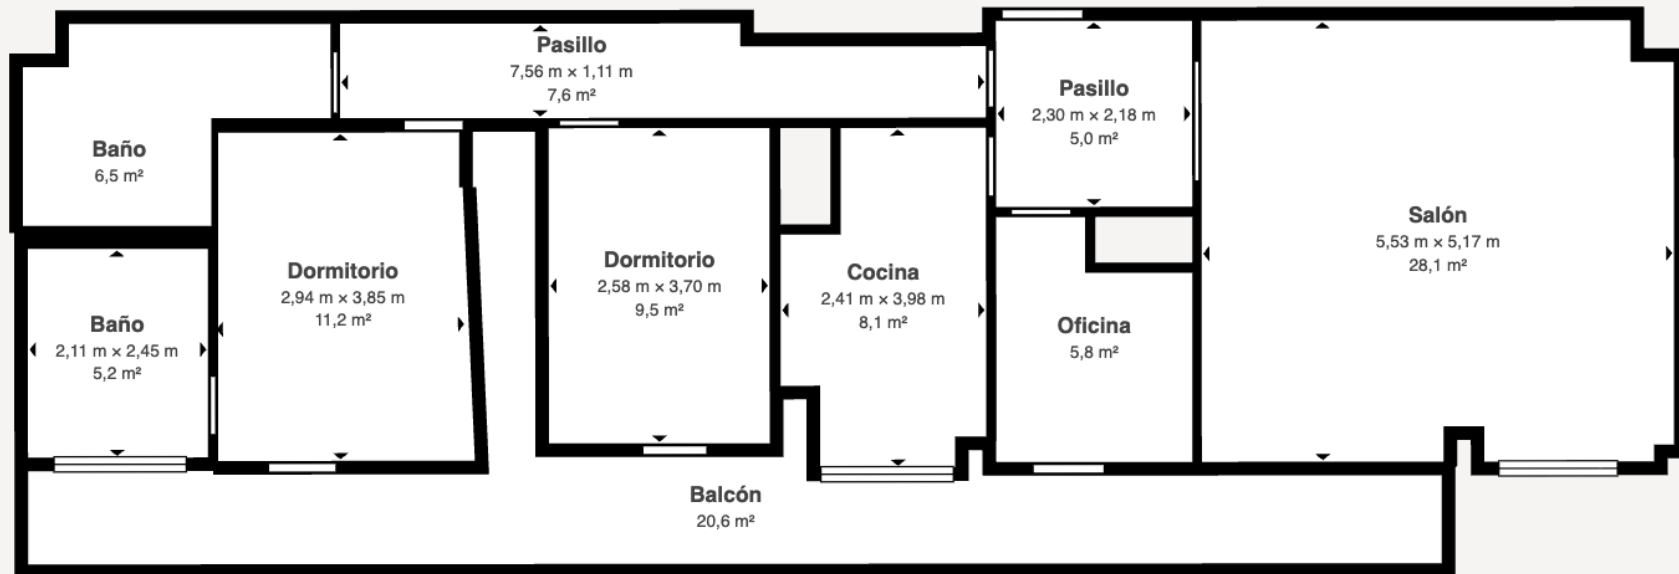 Pasillo
7,56 m × 1,11 m
7,6 m²
Pasillo
2,30 m × 2,18 m
5,0 m²
Baño
6,5 m²
Salón
5,53 m × 5,17 m
28,1 m²
Dormitorio
2,94 m × 3,85 m
11,2 m²
Dormitorio
2,58 m × 3,70 m
9,5 m²
Cocina
2,41 m × 3,98 m
8,1 m²
Baño
2,11 m × 2,45 m
5,2 m²
Oficina
5,8 m²
Balcón
20,6 m²